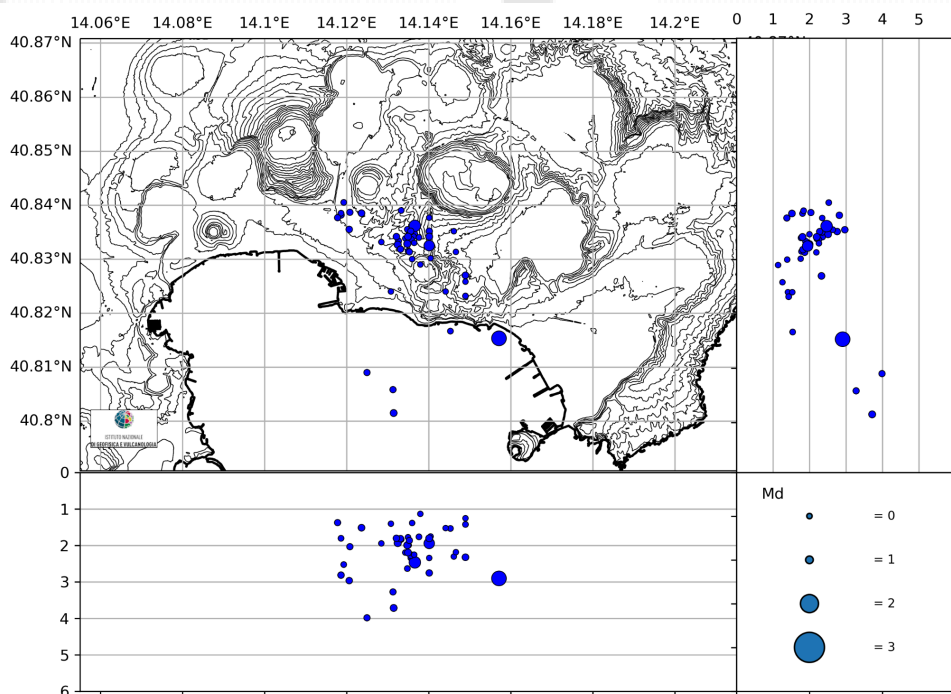 14.06°E 14.08°E 14.10°E 14.12°E 14.14°E 14.16°E 14.18°E 14.2°E 0 1 2 3 4 5
40.87°N
40.86°N
40.85°N
40.84°N
40.83°N
40.82°N
40.81°N
40.8°N
ISTITUTO NAZIONALE
DI GEOFISICA E VULCANOLOGIA
0
1
2
3
4
5
6
Md
= 0
= 1
= 2
= 3